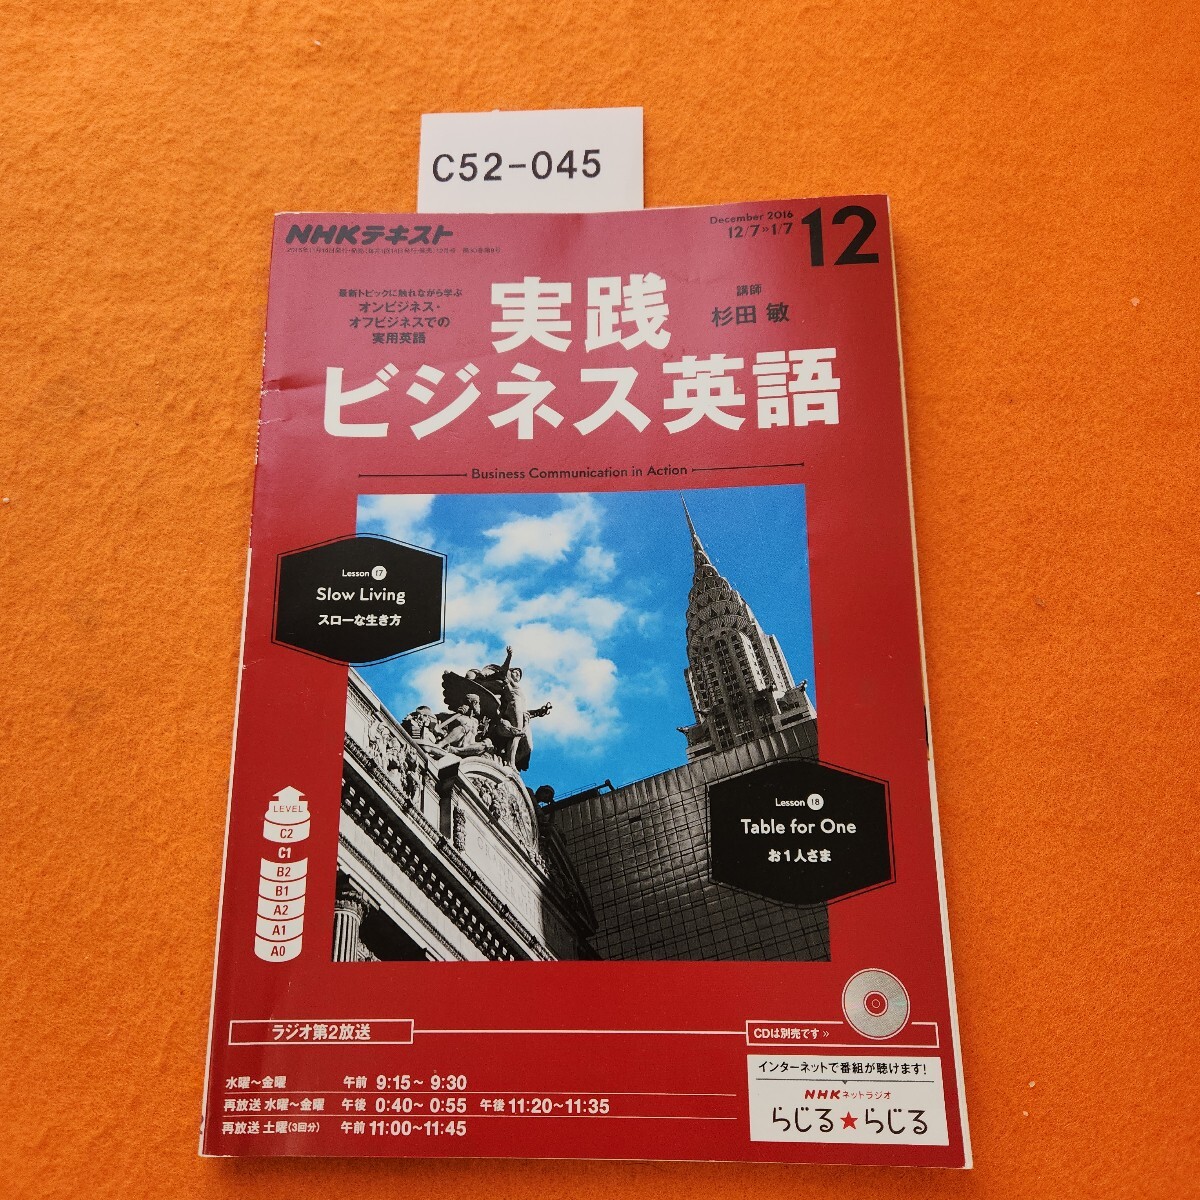 C52-045
NHKテキスト
December 2016
12/7»1/7
12
最新トピックに触れながら学ぶ
オンビジネス・
オフビジネスでの
実用英語
実践
ビジネス英語
講師
杉田 敏
Business Communication in Action
Lesson 17
Slow Living
スローな生き方
Lesson 18
Table for One
お1人さま
LEVEL
C2
C1
B2
B1
A2
A1
A0
ラジオ第2放送
水曜～金曜 午前 9:15～ 9:30
再放送 水曜～金曜 午後 0:40～ 0:55 午後 11:20～11:35
再放送 土曜(3回分) 午前 11:00～11:45
CDは別売です»
インターネットで番組が聴けます!
NHKネットラジオ
らじる★らじる